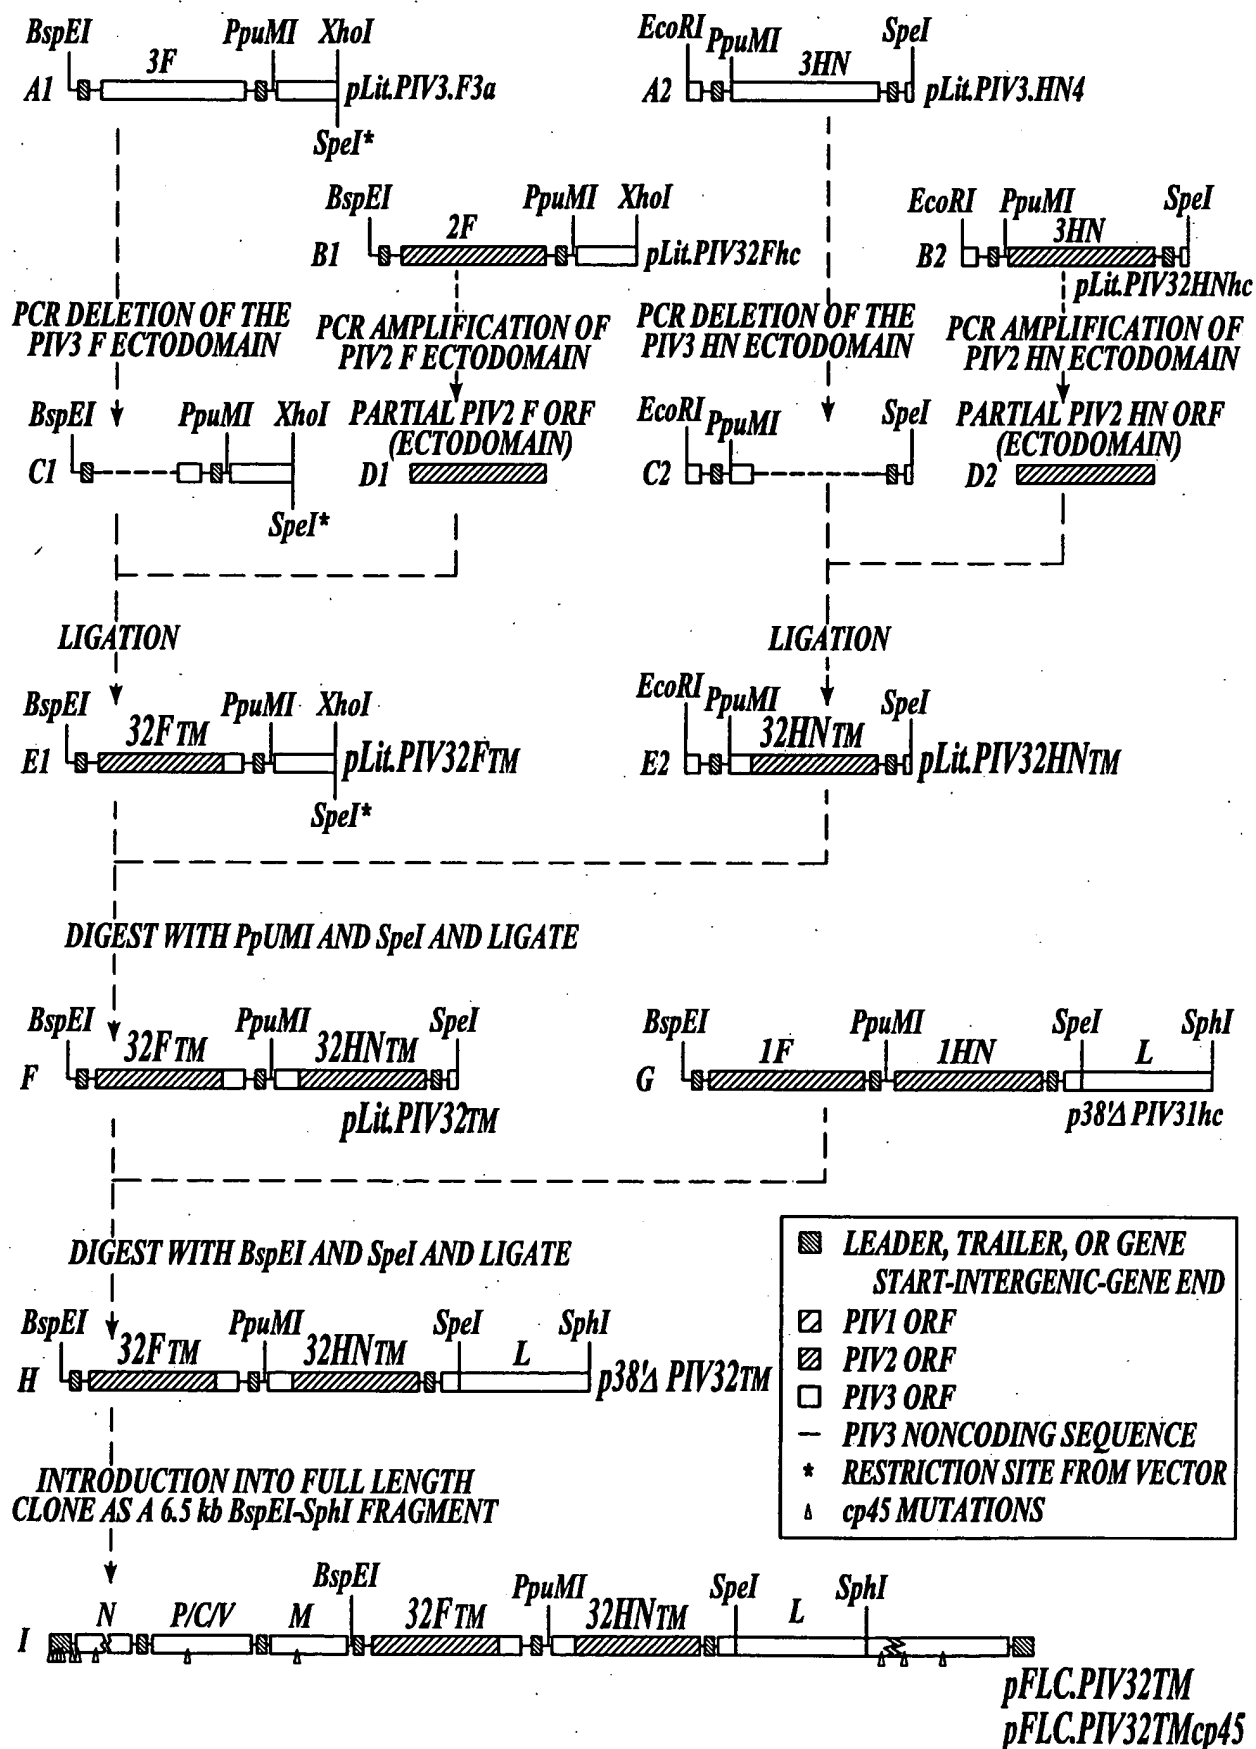 BspEI PpuMI XhoI
3F
A1 pLit.PIV3.F3a
SpeI*
EcoRI PpuMI SpeI
3HN
A2 pLit.PIV3.HN4
BspEI PpuMI XhoI
2F
B1 pLit.PIV32Fhc
EcoRI PpuMI SpeI
3HN
B2
pLit.PIV32HNhc
PCR DELETION OF THE
PIV3 F ECTODOMAIN
PCR AMPLIFICATION OF
PIV2 F ECTODOMAIN
PCR DELETION OF THE
PIV3 HN ECTODOMAIN
PCR AMPLIFICATION OF
PIV2 HN ECTODOMAIN
BspEI PpuMI XhoI
C1
SpeI*
PARTIAL PIV2 F ORF
(ECTODOMAIN)
D1
EcoRI PpuMI SpeI
C2
PARTIAL PIV2 HN ORF
(ECTODOMAIN)
D2
LIGATION
LIGATION
BspEI PpuMI XhoI
32FTM
E1 pLit.PIV32FTM
SpeI*
EcoRI PpuMI SpeI
32HNTM
E2 pLit.PIV32HNTM
DIGEST WITH PpUMI AND SpeI AND LIGATE
BspEI PpuMI SpeI
32FTM 32HNTM
F
pLit.PIV32TM
BspEI PpuMI SpeI SphI
1F 1HN L
G
p38'Δ PIV31hc
DIGEST WITH BspEI AND SpeI AND LIGATE
BspEI PpuMI SpeI SphI
32FTM 32HNTM L
H p38'Δ PIV32TM
LEADER, TRAILER, OR GENE
START-INTERGENIC-GENE END
PIV1 ORF
PIV2 ORF
PIV3 ORF
— PIV3 NONCODING SEQUENCE
* RESTRICTION SITE FROM VECTOR
cp45 MUTATIONS
INTRODUCTION INTO FULL LENGTH
CLONE AS A 6.5 kb BspEI-SphI FRAGMENT
BspEI PpuMI SpeI SphI
N P/C/V M 32FTM 32HNTM L
I
pFLC.PIV32TM
pFLC.PIV32TMcp45